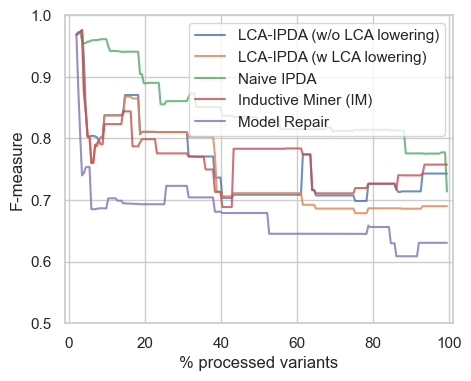 1.0
0.9
0.8
0.7
0.6
0.5
F-measure
LCA-IPDA (w/o LCA lowering)
LCA-IPDA (w LCA lowering)
Naive IPDA
Inductive Miner (IM)
Model Repair
0 20 40 60 80 100
% processed variants